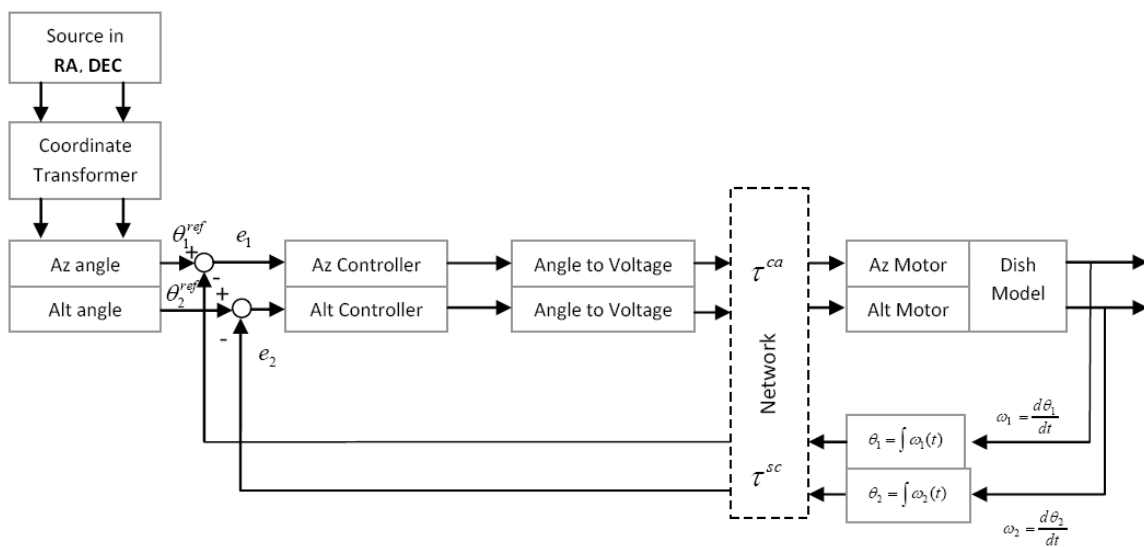 Source in
RA, DEC
Coordinate
Transformer
Az angle
Alt angle
θ₁ʳᵉᶠ
+
-
e₁
θ₂ʳᵉᶠ
+
-
e₂
Az Controller
Alt Controller
Angle to Voltage
Angle to Voltage
τᶜᵃ
Network
τˢᶜ
Az Motor
Alt Motor
Dish
Model
ω₁ = dθ₁/dt
θ₁ = ∫ω₁(t)
θ₂ = ∫ω₂(t)
ω₂ = dθ₂/dt